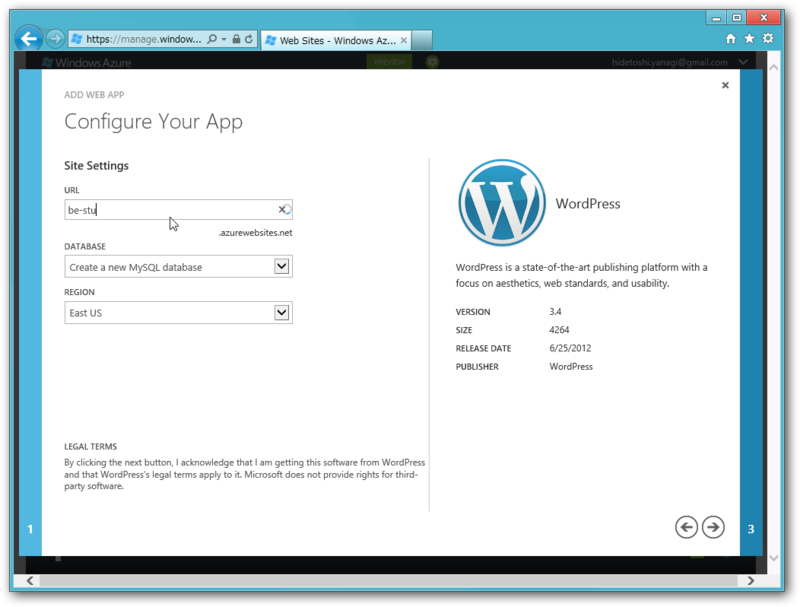 https://manage.window...
Web Sites - Windows Az...
Windows Azure
PREVIEW
hidetoshi.yanagi@gmail.com
ADD WEB APP
Configure Your App
Site Settings
URL
be-stu
.azurewebsites.net
DATABASE
Create a new MySQL database
REGION
East US
WordPress
WordPress is a state-of-the-art publishing platform with a
focus on aesthetics, web standards, and usability.
VERSION 3.4
SIZE 4264
RELEASE DATE 6/25/2012
PUBLISHER WordPress
LEGAL TERMS
By clicking the next button, I acknowledge that I am getting this software from WordPress
and that WordPress's legal terms apply to it. Microsoft does not provide rights for third-
party software.
1
3